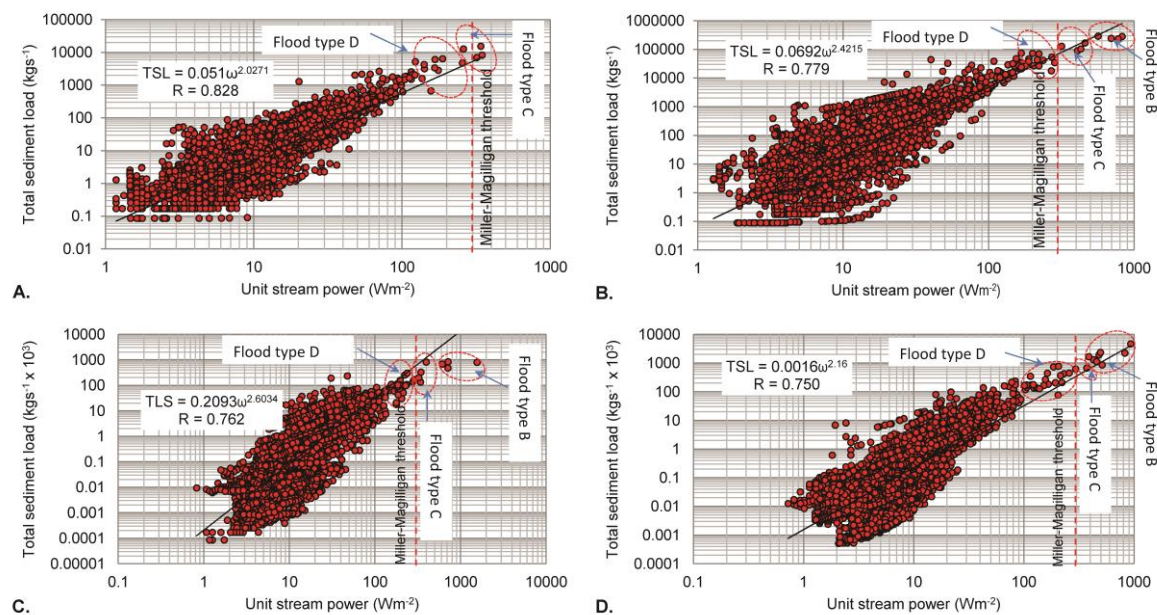 100000
10000
1000
100
10
1
0.1
0.01
Total sediment load (kgs⁻¹)
Flood type D
TSL = 0.051ω²·⁰²⁷¹
R = 0.828
Flood type C
Miller-Magilligan threshold
1
10
100
1000
Unit stream power (Wm⁻²)
A.
1000000
100000
10000
1000
100
10
1
0.1
0.01
Total sediment load (kgs⁻¹)
Flood type D
TSL = 0.0692ω²·⁴²¹⁵
R = 0.779
Miller-Magilligan threshold
Flood type C
Flood type B
1
10
100
1000
Unit stream power (Wm⁻²)
B.
100000
10000
1000
100
10
1
0.1
0.01
0.001
0.0001
0.00001
Total sediment load (kgs⁻¹ x 10³)
Flood type D
TLS = 0.2093ω²·⁶⁰³⁴
R = 0.762
Miller-Magilligan threshold
Flood type C
Flood type B
0.1
1
10
100
1000
10000
Unit stream power (Wm⁻²)
C.
10000
1000
100
10
1
0.1
0.01
0.001
0.0001
Total sediment load (kgs⁻¹ x 10³)
Flood type D
TSL = 0.0016ω²·¹⁶
R = 0.750
Miller-Magilligan threshold
Flood type C
Flood type B
0.1
1
10
100
1000
Unit stream power (Wm⁻²)
D.